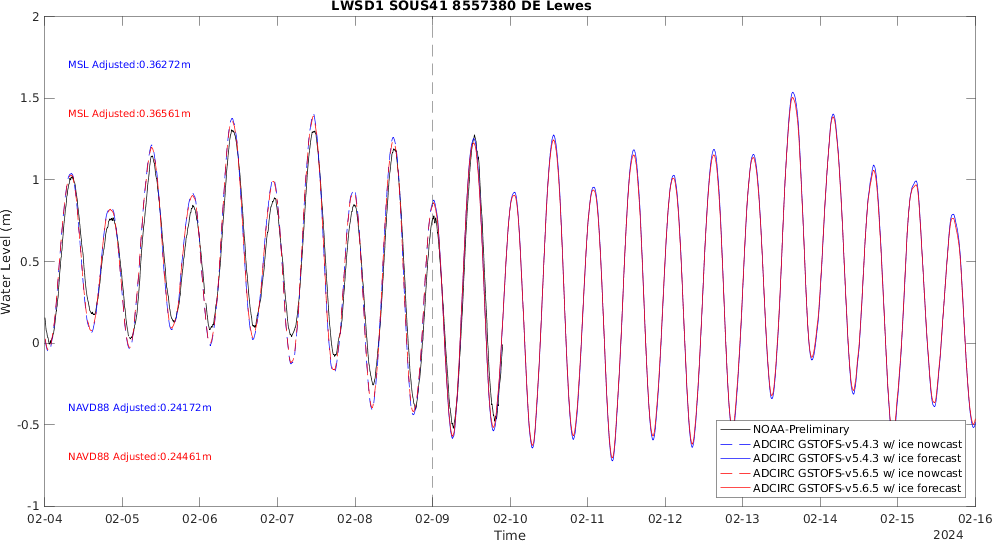 LWSD1 SOUS41 8557380 DE Lewes
2
1.5
1
0.5
0
-0.5
-1
Water Level (m)
MSL Adjusted:0.36272m
MSL Adjusted:0.36561m
NAVD88 Adjusted:0.24172m
NAVD88 Adjusted:0.24461m
NOAA-Preliminary
ADCIRC GSTOFS-v5.4.3 w/ ice nowcast
ADCIRC GSTOFS-v5.4.3 w/ ice forecast
ADCIRC GSTOFS-v5.6.5 w/ ice nowcast
ADCIRC GSTOFS-v5.6.5 w/ ice forecast
02-04 02-05 02-06 02-07 02-08 02-09 02-10 02-11 02-12 02-13 02-14 02-15 02-16
Time
2024